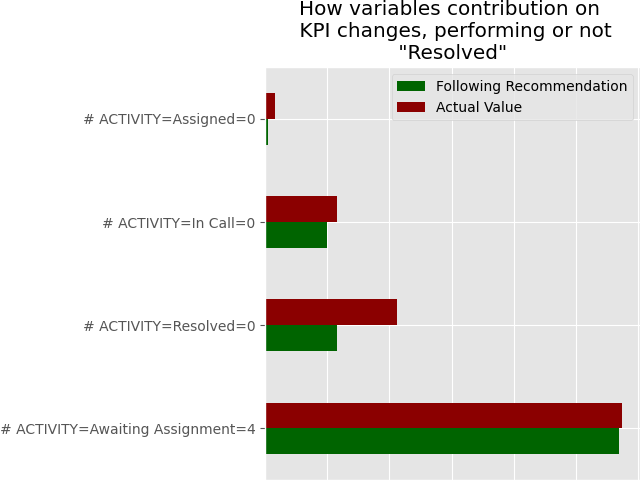 How variables contribution on
KPI changes, performing or not
"Resolved"
Following Recommendation
Actual Value
# ACTIVITY=Assigned=0
# ACTIVITY=In Call=0
# ACTIVITY=Resolved=0
# ACTIVITY=Awaiting Assignment=4